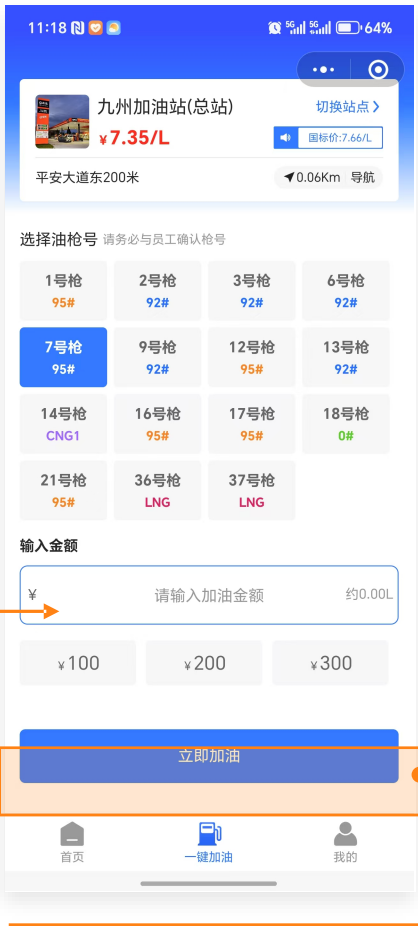 11:18 5G 5G 64%
九州加油站(总站) 切换站点
¥7.35/L 国标价:7.66/L
平安大道东200米 0.06Km 导航
选择油枪号 请务必与员工确认枪号
1号枪 2号枪 3号枪 6号枪
95# 92# 92# 92#
7号枪 9号枪 12号枪 13号枪
95# 92# 95# 92#
14号枪 16号枪 17号枪 18号枪
CNG1 95# 95# 0#
21号枪 36号枪 37号枪
95# LNG LNG
输入金额
¥ 请输入加油金额 约0.00L
¥100 ¥200 ¥300
立即加油
首页 一键加油 我的